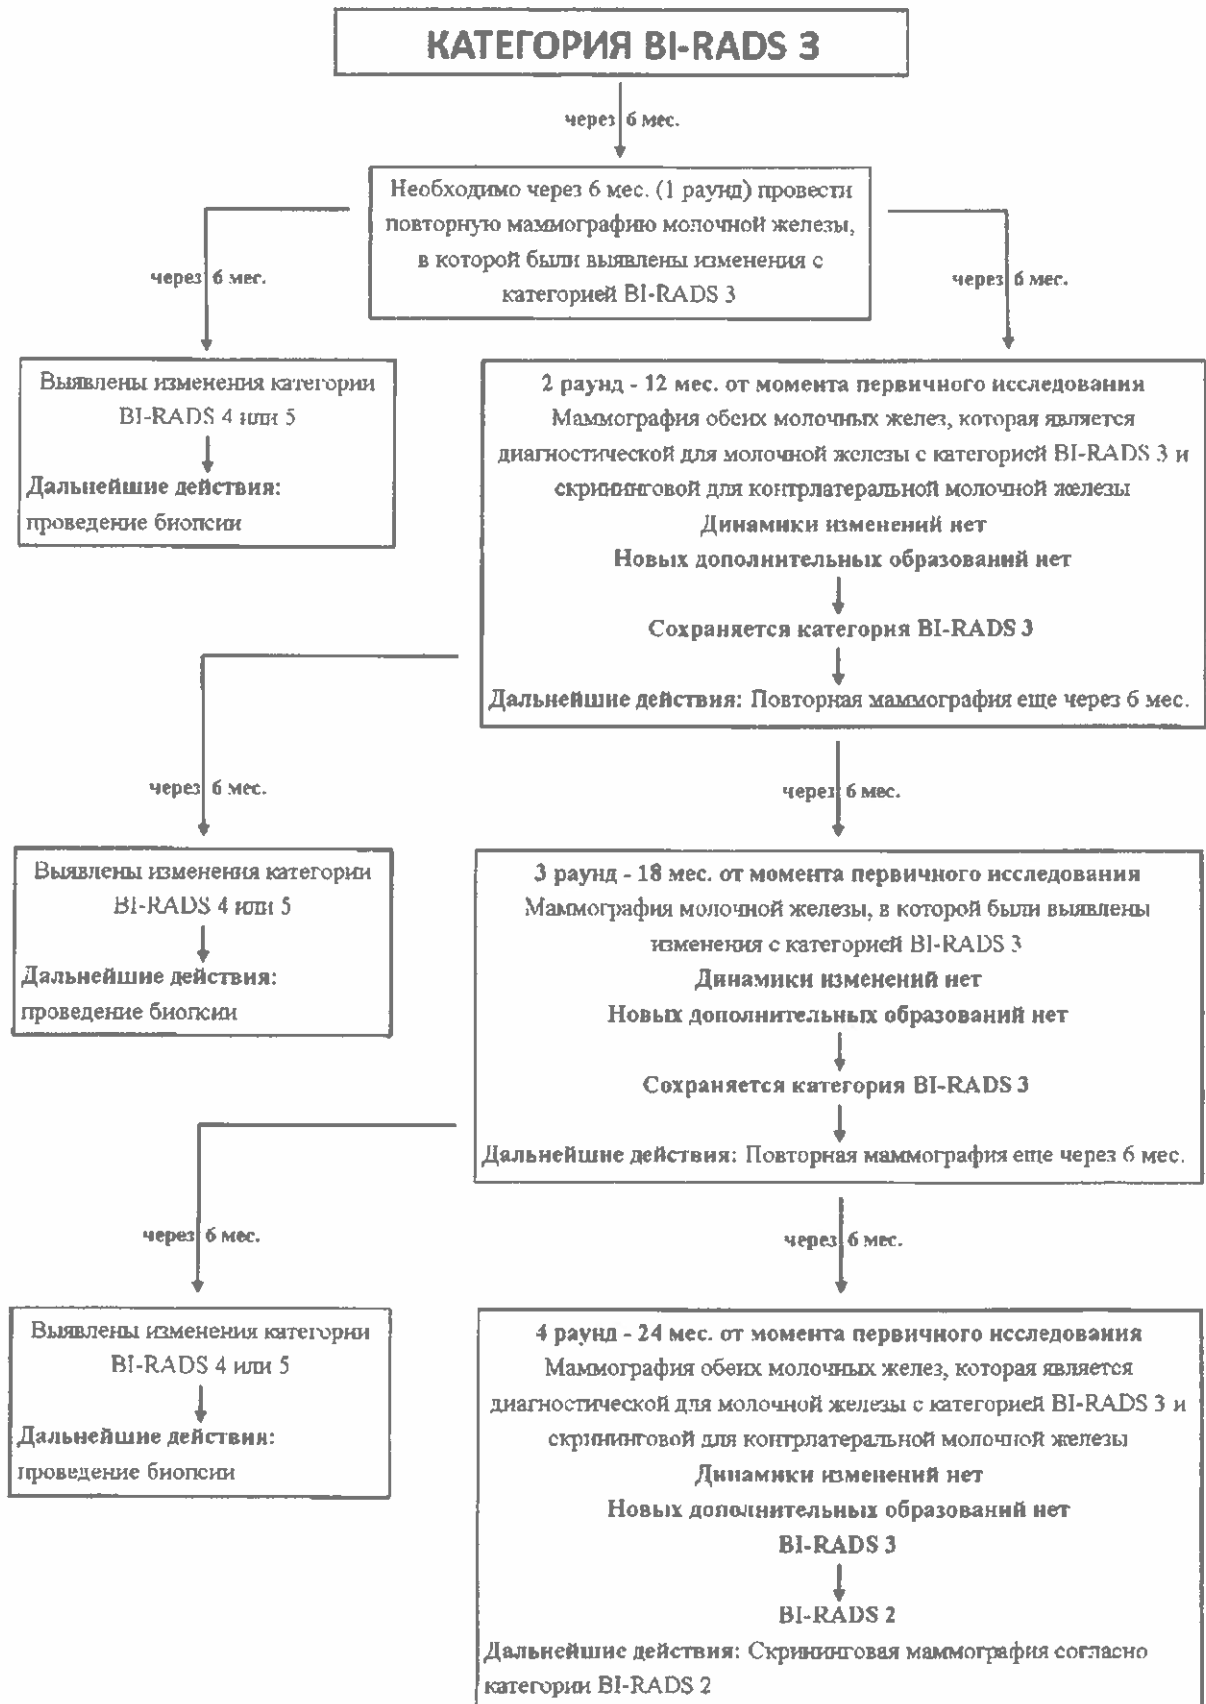 КАТЕГОРИЯ BI-RADS 3
через 6 мес.
Необходимо через 6 мес. (1 раунд) провести
повторную маммографию молочной железы,
в которой были выявлены изменения с
категорией BI-RADS 3
через 6 мес.
через 6 мес.
Выявлены изменения категории
BI-RADS 4 или 5
Дальнейшие действия:
проведение биопсии
2 раунд - 12 мес. от момента первичного исследования
Маммография обеих молочных желез, которая является
диагностической для молочной железы с категорией BI-RADS 3 и
скрининговой для контрлатеральной молочной железы
Динамики изменений нет
Новых дополнительных образований нет
Сохраняется категория BI-RADS 3
Дальнейшие действия: Повторная маммография еще через 6 мес.
через 6 мес.
через 6 мес.
Выявлены изменения категории
BI-RADS 4 или 5
Дальнейшие действия:
проведение биопсии
3 раунд - 18 мес. от момента первичного исследования
Маммография молочной железы, в которой были выявлены
изменения с категорией BI-RADS 3
Динамики изменений нет
Новых дополнительных образований нет
Сохраняется категория BI-RADS 3
Дальнейшие действия: Повторная маммография еще через 6 мес.
через 6 мес.
через 6 мес.
Выявлены изменения категории
BI-RADS 4 или 5
Дальнейшие действия:
проведение биопсии
4 раунд - 24 мес. от момента первичного исследования
Маммография обеих молочных желез, которая является
диагностической для молочной железы с категорией BI-RADS 3 и
скрининговой для контрлатеральной молочной железы
Динамики изменений нет
Новых дополнительных образований нет
BI-RADS 3
BI-RADS 2
Дальнейшие действия: Скрининговая маммография согласно
категории BI-RADS 2